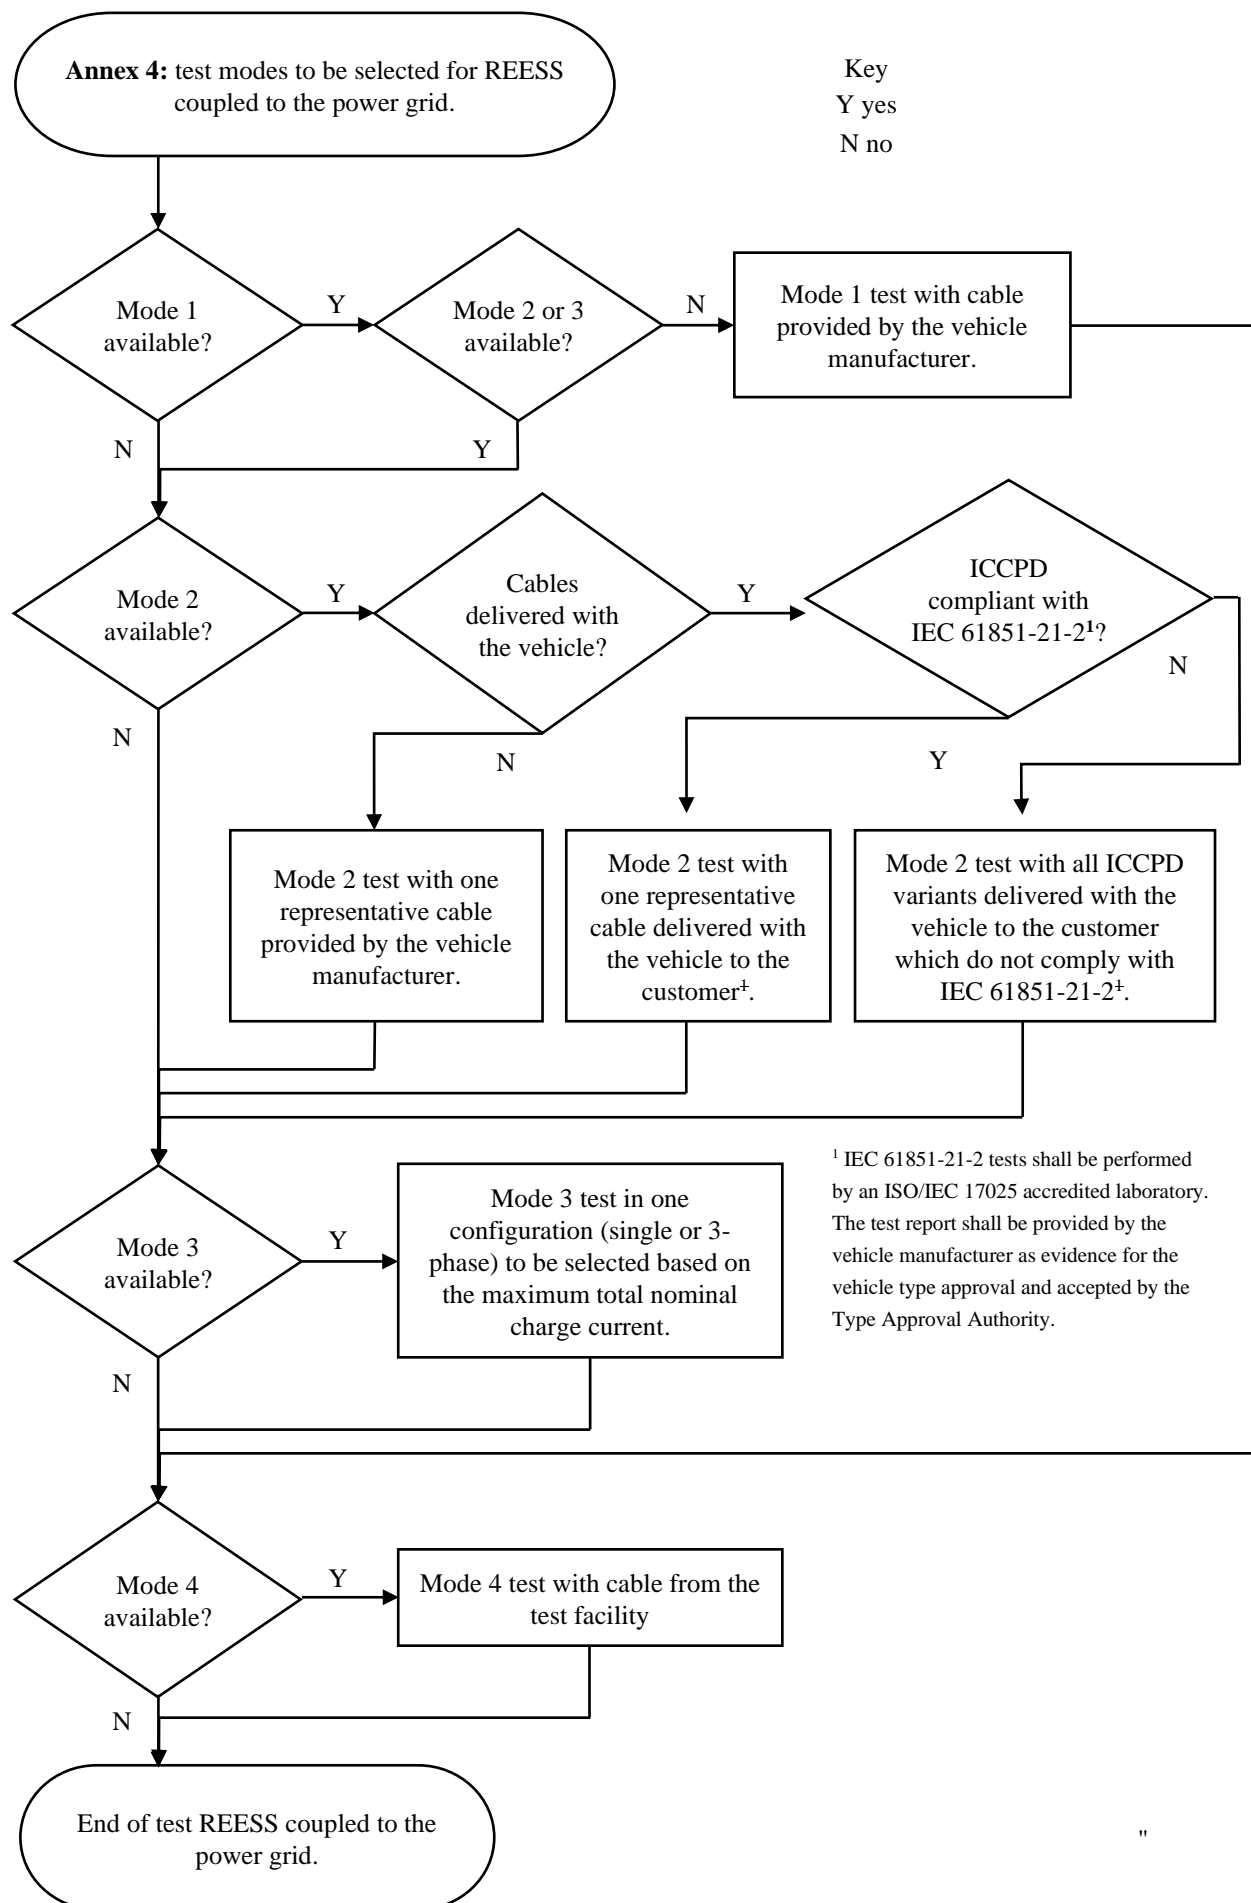 Annex 4: test modes to be selected for REESS
coupled to the power grid.
Key
Y yes
N no
Mode 1
available?
Y
Mode 2 or 3
available?
N
Mode 1 test with cable
provided by the vehicle
manufacturer.
N
Y
Mode 2
available?
Y
Cables
delivered with
the vehicle?
Y
ICCPD
compliant with
IEC 61851-21-2¹?
N
N
N
Y
Mode 2 test with one
representative cable
provided by the vehicle
manufacturer.
Mode 2 test with
one representative
cable delivered with
the vehicle to the
customer¹.
Mode 2 test with all ICCPD
variants delivered with the
vehicle to the customer
which do not comply with
IEC 61851-21-2¹.
Mode 3
available?
Y
Mode 3 test in one
configuration (single or 3-
phase) to be selected based on
the maximum total nominal
charge current.
¹ IEC 61851-21-2 tests shall be performed
by an ISO/IEC 17025 accredited laboratory.
The test report shall be provided by the
vehicle manufacturer as evidence for the
vehicle type approval and accepted by the
Type Approval Authority.
N
Mode 4
available?
Y
Mode 4 test with cable from the
test facility
N
End of test REESS coupled to the
power grid.
"